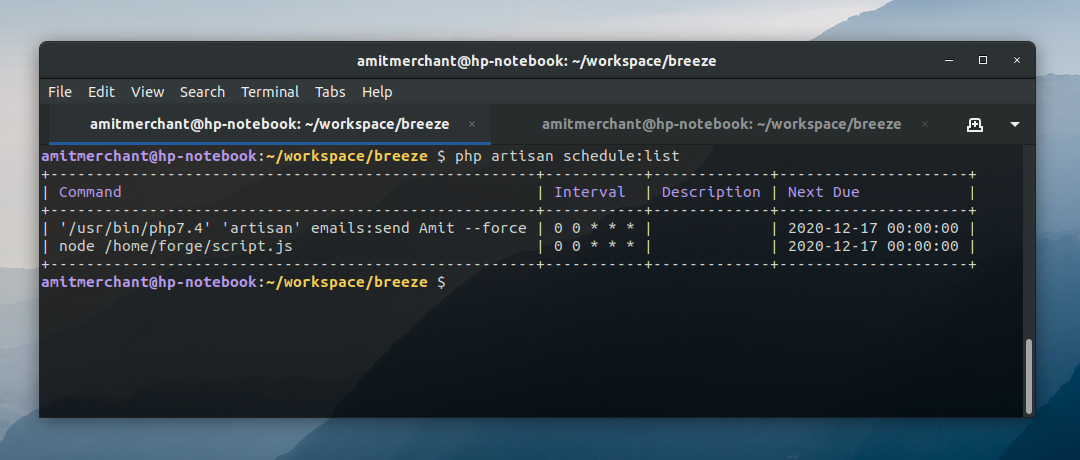 amitmerchant@hp-notebook: ~/workspace/breeze
File Edit View Search Terminal Tabs Help
amitmerchant@hp-notebook: ~/workspace/breeze × amitmerchant@hp-notebook: ~/workspace/breeze ×
amitmerchant@hp-notebook:~/workspace/breeze $ php artisan schedule:list
+------------------------------------------------------+-----------+-------------+---------------------+
| Command                                              | Interval  | Description | Next Due            |
+------------------------------------------------------+-----------+-------------+---------------------+
| '/usr/bin/php7.4' 'artisan' emails:send Amit --force | 0 0 * * * |             | 2020-12-17 00:00:00 |
| node /home/forge/script.js                           | 0 0 * * * |             | 2020-12-17 00:00:00 |
+------------------------------------------------------+-----------+-------------+---------------------+
amitmerchant@hp-notebook:~/workspace/breeze $